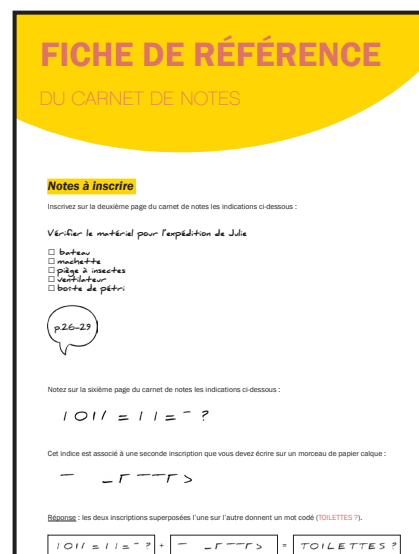 FICHE DE RÉFÉRENCE
DU CARNET DE NOTES
Notes à inscrire
Inscrivez sur la deuxième page du carnet de notes les indications ci-dessous :
Vérifier le matériel pour l'expédition de Julie
☐ bateau
☐ machette
☐ piège à insectes
☐ ventilateur
☐ boite de pétri
p.26-29
Notez sur la sixième page du carnet de notes les indications ci-dessous :
Cet indice est associé à une seconde inscription que vous devez écrire sur un morceau de papier calque :
Réponse : les deux inscriptions superposées l'une sur l'autre donnent un mot codé (TOILETTES ?).
+ = TOILETTES ?